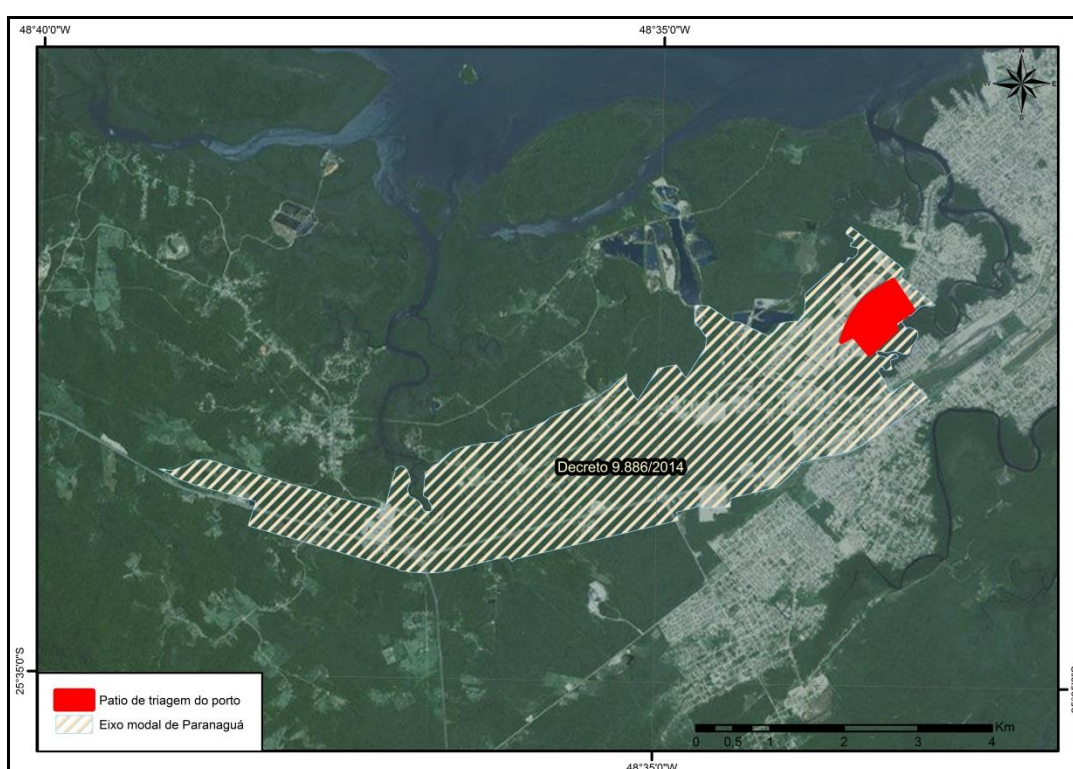 48°40'0"W
48°35'0"W
N
W
E
S
Decreto 9.886/2014
25°35'0"S
Patio de triagem do porto
Eixo modal de Paranaguá
Km
0 0,5 1 2 3 4
48°35'0"W